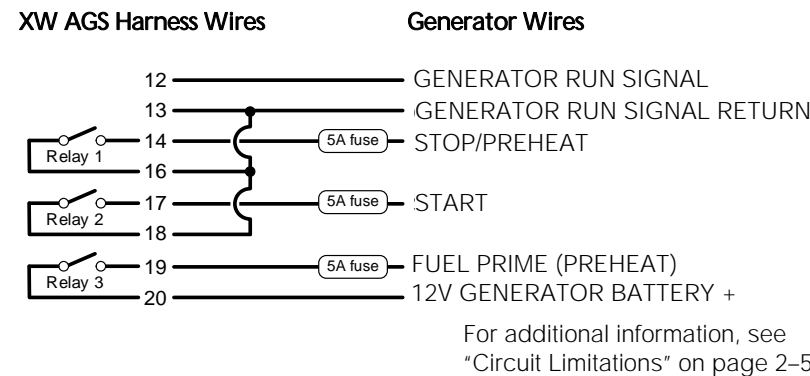 XW AGS Harness Wires Generator Wires
12 GENERATOR RUN SIGNAL
13 GENERATOR RUN SIGNAL RETURN
14 5A fuse STOP/PREHEAT
Relay 1
16
17 5A fuse START
Relay 2
18
19 5A fuse FUEL PRIME (PREHEAT)
Relay 3
20 12V GENERATOR BATTERY +
For additional information, see
"Circuit Limitations" on page 2–5